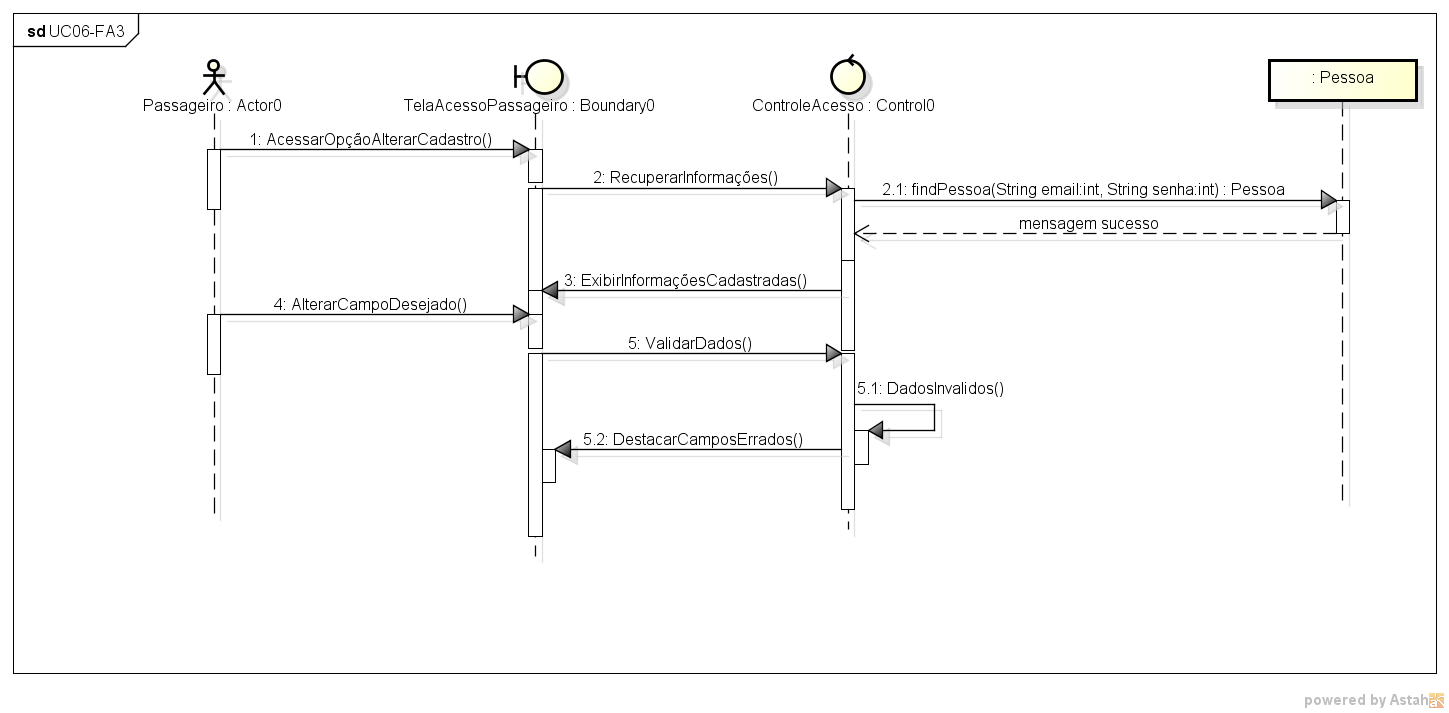 sd UC06-FA3
Passageiro : Actor0
TelaAcessoPassageiro : Boundary0
ControleAcesso : Control0
: Pessoa
1: AcessarOpçãoAlterarCadastro()
2: RecuperarInformações()
2.1: findPessoa(String email:int, String senha:int) : Pessoa
mensagem sucesso
3: ExibirInformaçõesCadastradas()
4: AlterarCampoDesejado()
5: ValidarDados()
5.1: DadosInvalidos()
5.2: DestacarCamposErrados()
powered by Astah